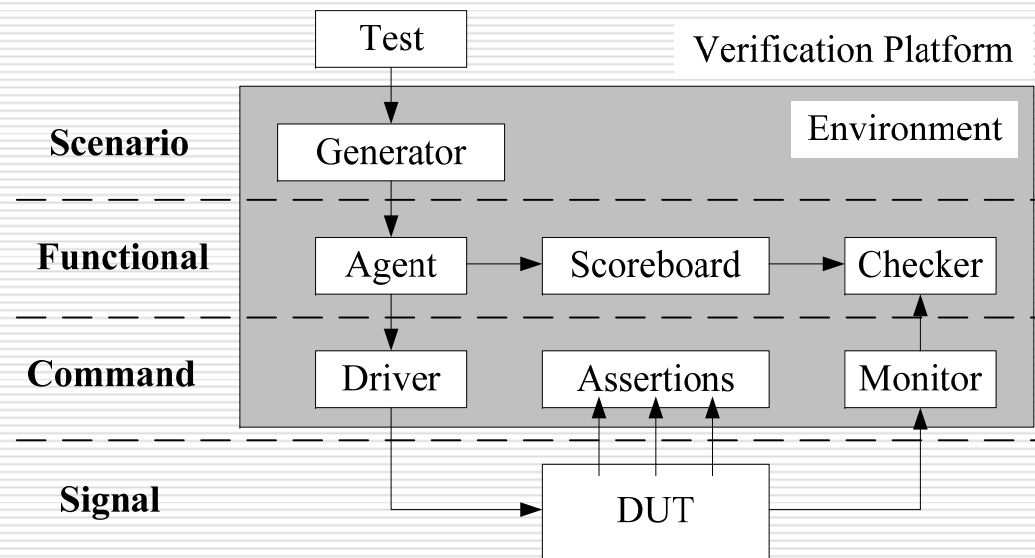 Test
Verification Platform
Environment
Scenario
Generator
Functional
Agent
Scoreboard
Checker
Command
Driver
Assertions
Monitor
Signal
DUT